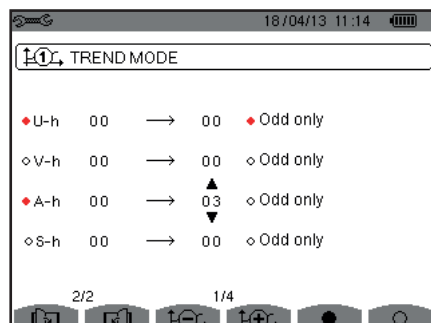 18/04/13 11:14
1 TREND MODE
U-h 00 → 00 Odd only
V-h 00 → 00 Odd only
A-h 00 → 03 Odd only
S-h 00 → 00 Odd only
2/2 1/4